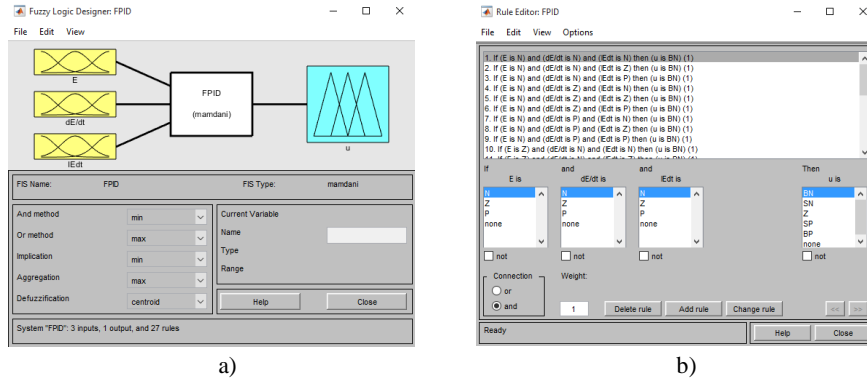 Fuzzy Logic Designer: FPID
File Edit View
E
dE/dt
IEdt
FPID
(mamdani)
u
FIS Name: FPID FIS Type: mamdani
And method min
Or method max
Implication min
Aggregation max
Defuzzification centroid
Current Variable
Name
Type
Range
Help Close
System "FPID": 3 inputs, 1 output, and 27 rules
a)
Rule Editor: FPID
File Edit View Options
1. If (E is N) and (dE/dt is N) and (IEdt is N) then (u is BN) (1)
2. If (E is N) and (dE/dt is N) and (IEdt is Z) then (u is BN) (1)
3. If (E is N) and (dE/dt is N) and (IEdt is P) then (u is BN) (1)
4. If (E is N) and (dE/dt is Z) and (IEdt is N) then (u is BN) (1)
5. If (E is N) and (dE/dt is Z) and (IEdt is Z) then (u is BN) (1)
6. If (E is N) and (dE/dt is Z) and (IEdt is P) then (u is BN) (1)
7. If (E is N) and (dE/dt is P) and (IEdt is N) then (u is BN) (1)
8. If (E is N) and (dE/dt is P) and (IEdt is Z) then (u is BN) (1)
9. If (E is N) and (dE/dt is P) and (IEdt is P) then (u is BN) (1)
10. If (E is Z) and (dE/dt is N) and (IEdt is N) then (u is BN) (1)
If and and Then
E is dE/dt is IEdt is u is
N N N BN
Z Z Z SN
P P P Z
none none none SP
BP
none
not not not not
Connection Weight:
or
and 1 Delete rule Add rule Change rule << >>
Ready Help Close
b)